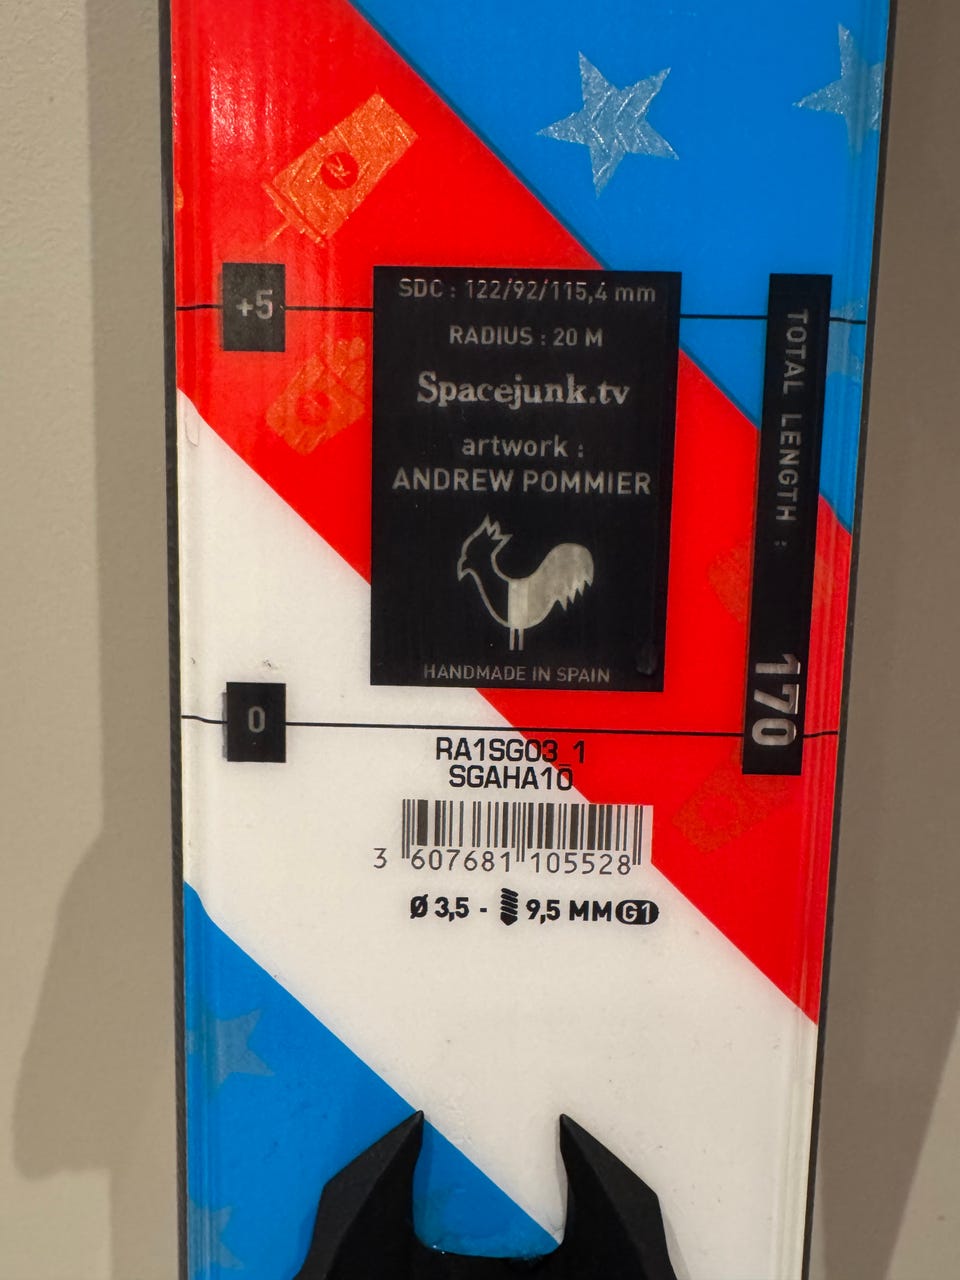 SDC : 122/92/115,4 mm
+5
RADIUS : 20 M
Spacejunk.tv
artwork :
ANDREW POMMIER
HANDMADE IN SPAIN
TOTAL LENGTH :
170
0
RA1SG03_1
SGAHA10
3 607681 105528
Ø 3,5 - 9,5 MM G1